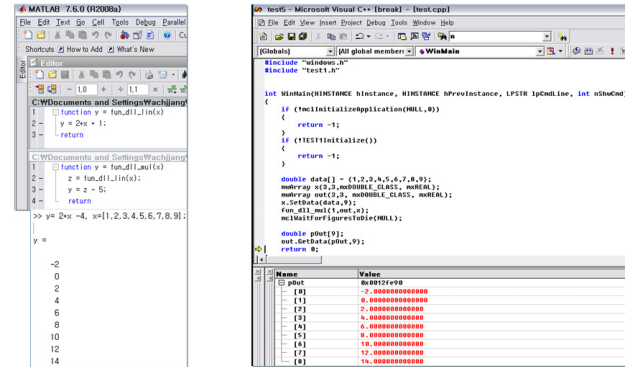 MATLAB 7.6.0 (R2008a)
File Edit Text Go Cell Tools Debug Parallel
Shortcuts How to Add What's New
Editor
Editor
- 1,0 + ÷ 1,1 ×
C:\Documents and Settings\achjjang\
1 function y = fun_dll_lin(x)
2 - y = 2*x + 1;
3 - return
C:\Documents and Settings\achjjang\
1 function y = fun_dll_mul(x)
2 - z = fun_dll_lin(x);
3 - y = z - 5;
4 - return
>> y= 2*x -4, x=[1,2,3,4,5,6,7,8,9];
y =
-2
0
2
4
6
8
10
12
14
test5 - Microsoft Visual C++ [break] - [test.cpp]
File Edit View Insert Project Debug Tools Window Help
n
(Globals) [All global members] WinMain
#include "windows.h"
#include "test1.h"
int WinMain(HINSTANCE hInstance, HINSTANCE hPrevInstance, LPSTR lpCmdLine, int nShowCmd)
{
if (!mclInitializeApplication(NULL,0))
{
return -1;
}
if (!TEST1Initialize())
{
return -1;
}
double data[] = {1,2,3,4,5,6,7,8,9};
mwArray x(3,3,mxDOUBLE_CLASS, mxREAL);
mwArray out(3,3, mxDOUBLE_CLASS, mxREAL);
x.SetData(data,9);
fun_dll_mul(1,out,x);
mclWaitForFiguresToDie(NULL);
double pOut[9];
out.GetData(pOut,9);
return 0;
Name Value
pOut 0x0012fe90
[0] -2.0000000000000
[1] 0.00000000000000
[2] 2.0000000000000
[3] 4.0000000000000
[4] 6.0000000000000
[5] 8.0000000000000
[6] 10.000000000000
[7] 12.000000000000
[8] 14.000000000000